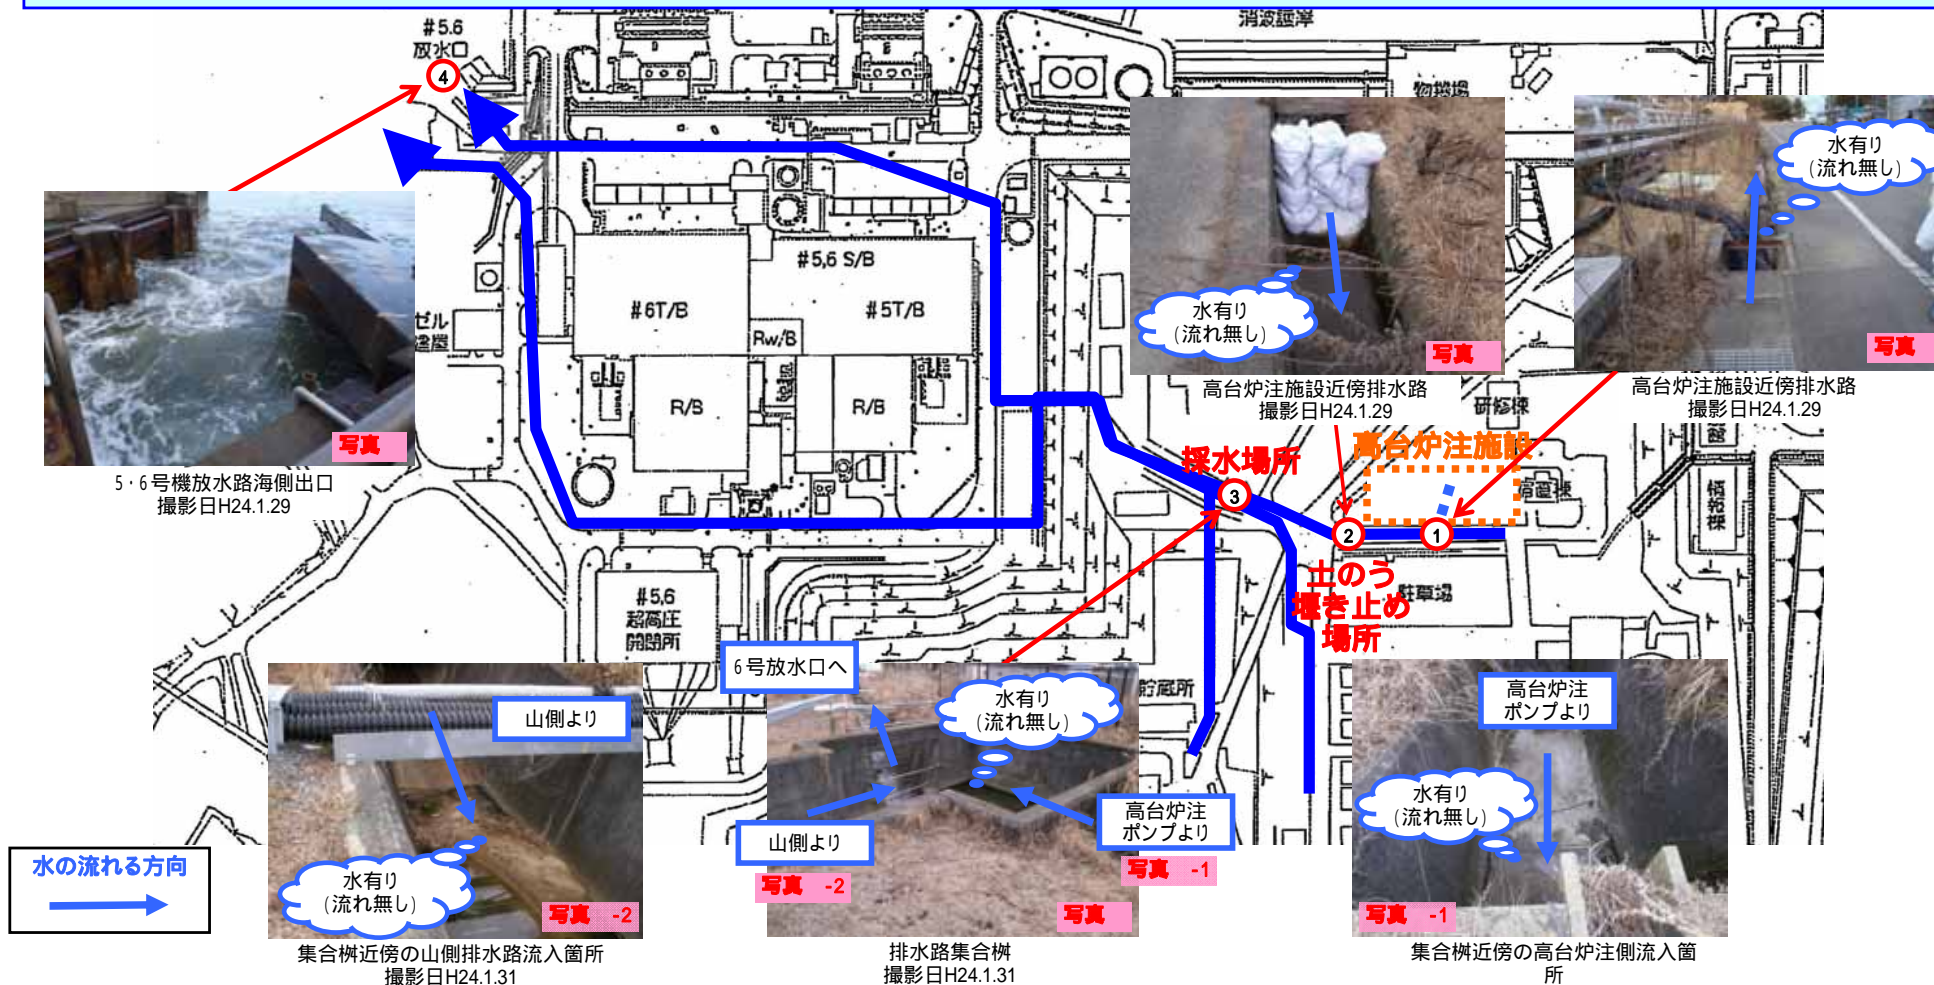 #5.6
放水口
④
消波護岸
物揚場
水有り
(流れ無し)
写真
高台炉注施設近傍排水路
撮影日H24.1.29
水有り
(流れ無し)
写真
高台炉注施設近傍排水路
撮影日H24.1.29
写真
5・6号機放水路海側出口
撮影日H24.1.29
#5,6 S/B
#6T/B
#5T/B
Rw/B
R/B
R/B
研修棟
高台炉注施設
採水場所
③
②
①
土のう
堰き止め
場所
駐車場
#5,6
超高圧
開閉所
貯蔵所
6号放水口へ
山側より
水有り
(流れ無し)
写真 -2
集合桝近傍の山側排水路流入箇所
撮影日H24.1.31
水有り
(流れ無し)
山側より
高台炉注
ポンプより
写真 -2
写真 -1
写真
排水路集合桝
撮影日H24.1.31
高台炉注
ポンプより
水有り
(流れ無し)
写真 -1
集合桝近傍の高台炉注側流入箇
所
水の流れる方向